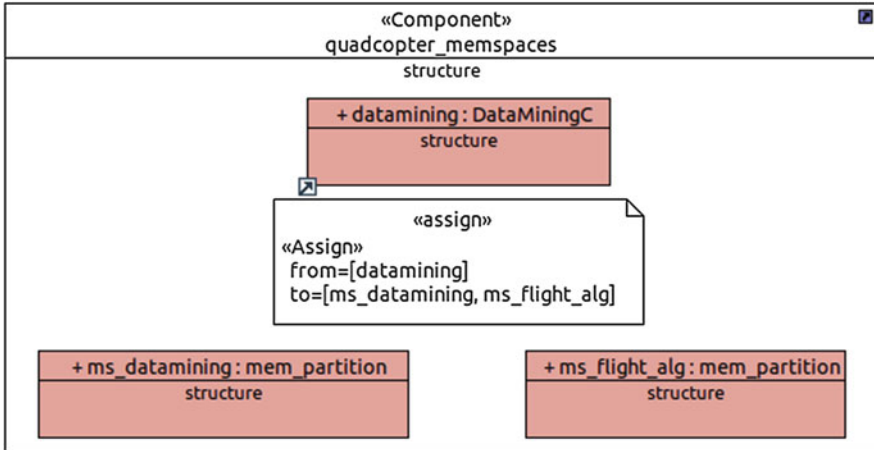 «Component»
quadcopter_memspaces
structure
+ datamining : DataMiningC
structure
«assign»
«Assign»
from=[datamining]
to=[ms_datamining, ms_flight_alg]
+ ms_datamining : mem_partition
structure
+ ms_flight_alg : mem_partition
structure